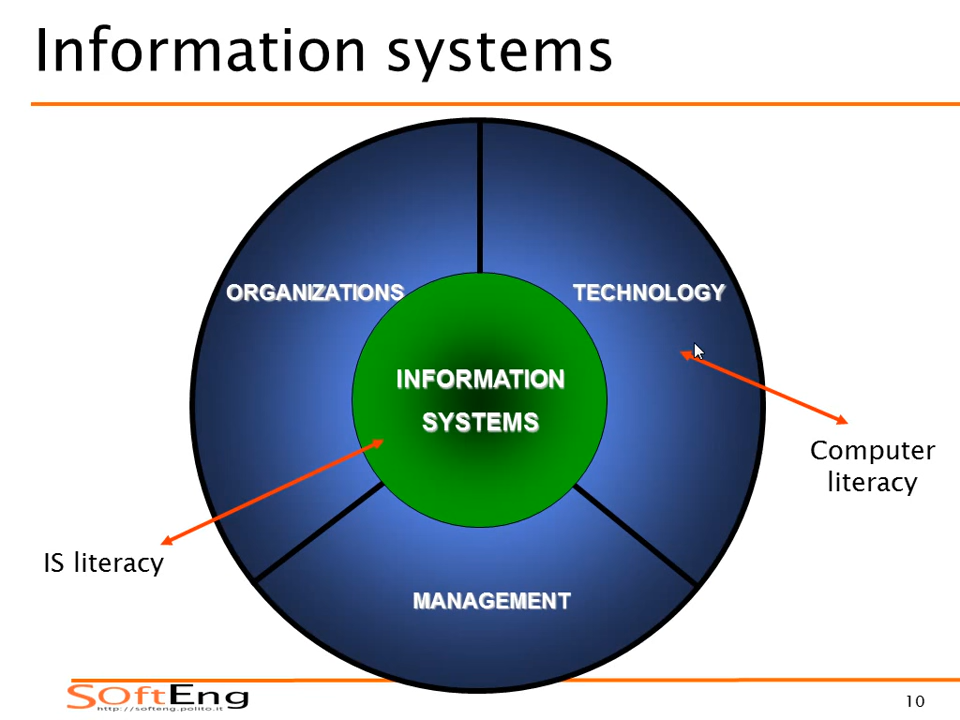 Information systems
ORGANIZATIONS
TECHNOLOGY
INFORMATION
SYSTEMS
Computer
literacy
IS literacy
MANAGEMENT
SOftEng
http://softeng.polito.it
10